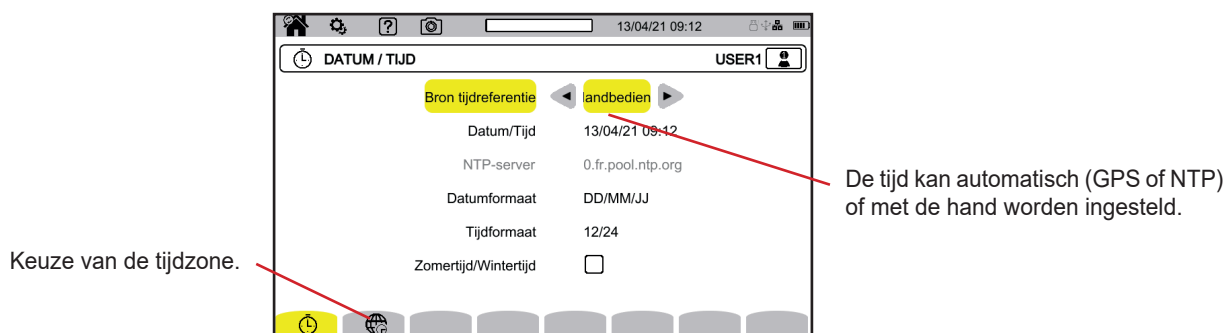 13/04/21 09:12
DATUM / TIJD
USER1
Bron tijdreferentie
landbedien
Datum/Tijd
13/04/21 09:12
NTP-server
0.fr.pool.ntp.org
De tijd kan automatisch (GPS of NTP)
of met de hand worden ingesteld.
Datumformaat
DD/MM/JJ
Tijdformaat
12/24
Keuze van de tijdzone.
Zomertijd/Wintertijd